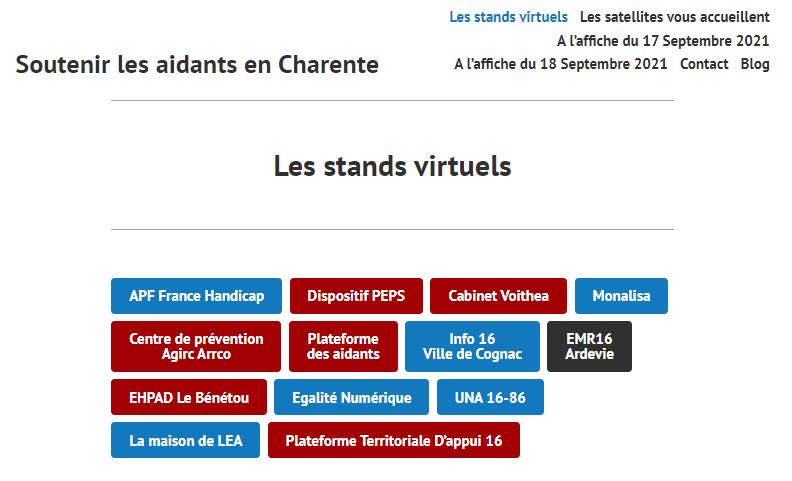 Les stands virtuels Les satellites vous accueillent
A l’affiche du 17 Septembre 2021
Soutenir les aidants en Charente
A l’affiche du 18 Septembre 2021 Contact Blog
Les stands virtuels
APF France Handicap
Dispositif PEPS
Cabinet Voithea
Monalisa
Centre de prévention
Agirc Arrco
Plateforme
des aidants
Info 16
Ville de Cognac
EMR16
Ardevie
EHPAD Le Bénétou
Egalité Numérique
UNA 16-86
La maison de LEA
Plateforme Territoriale D’appui 16